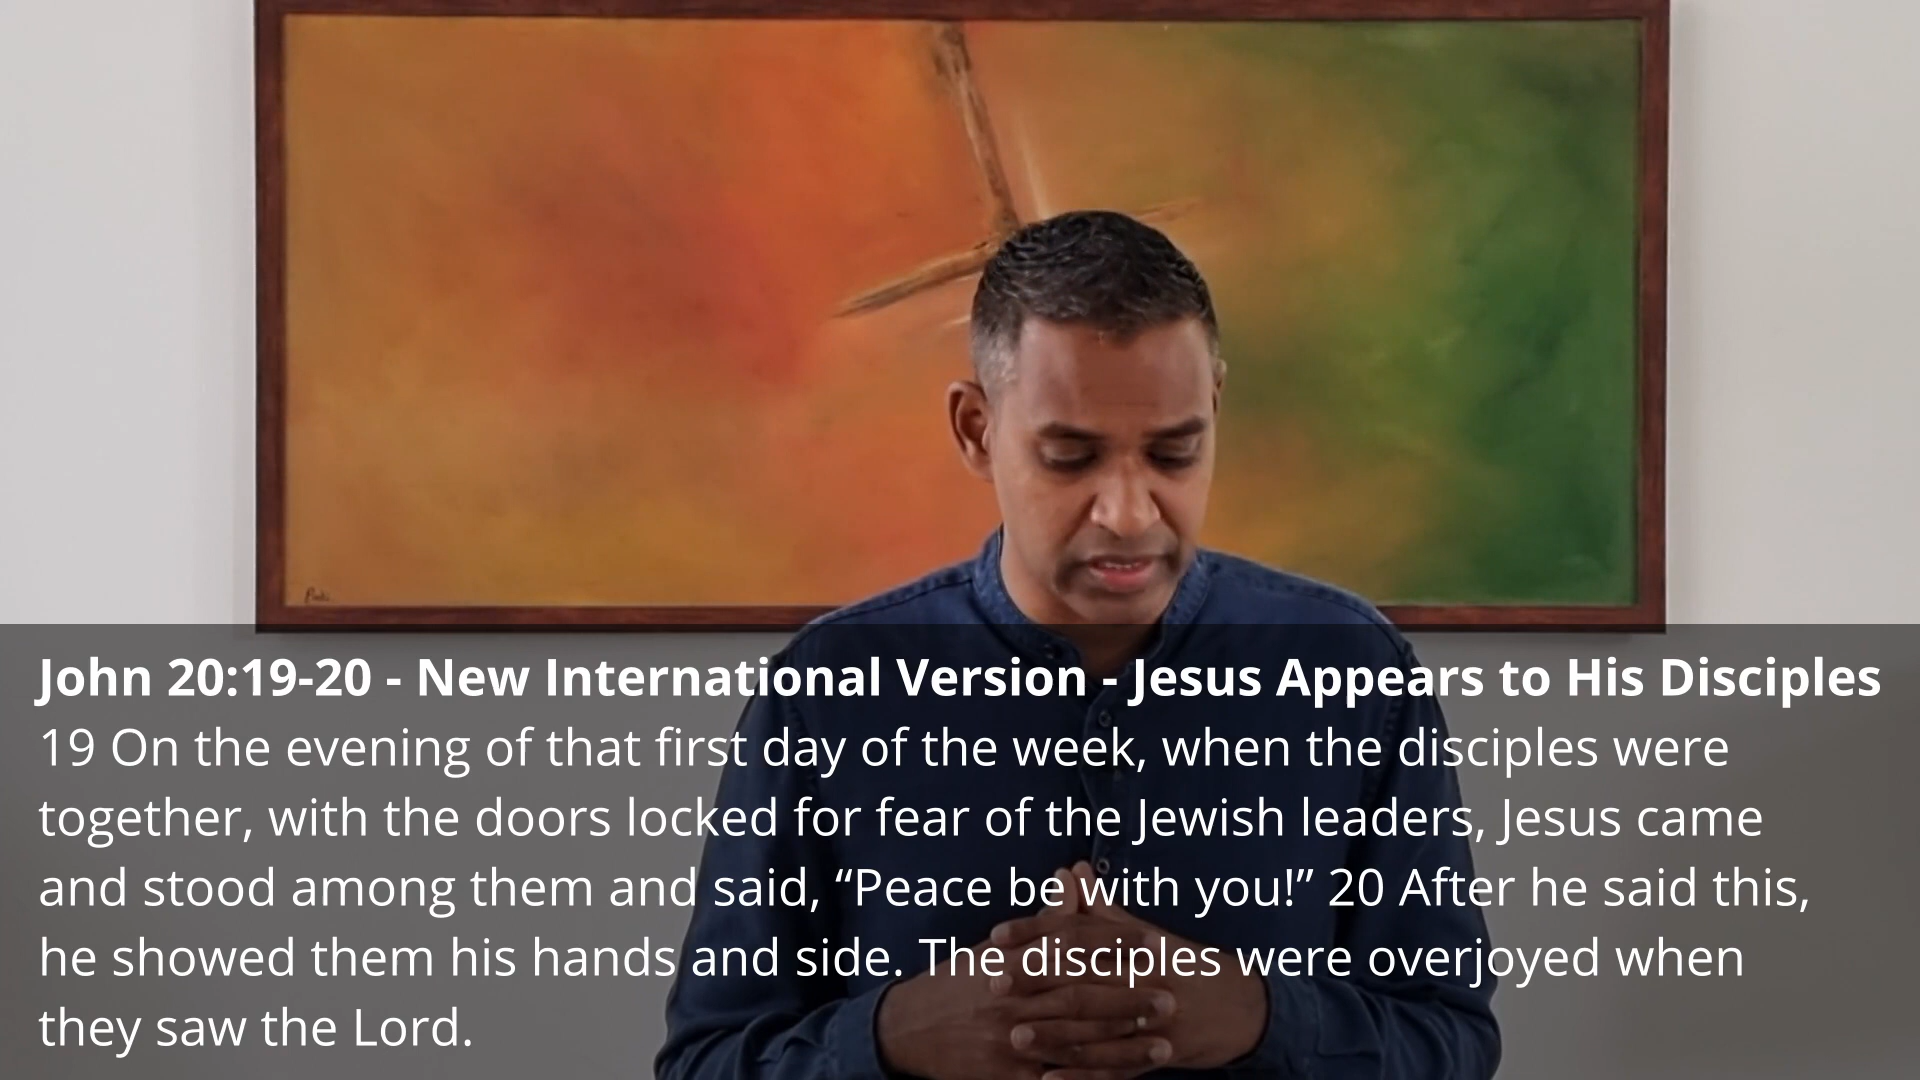 John 20:19-20 - New International Version - Jesus Appears to His Disciples
19 On the evening of that first day of the week, when the disciples were
together, with the doors locked for fear of the Jewish leaders, Jesus came
and stood among them and said, “Peace be with you!” 20 After he said this,
he showed them his hands and side. The disciples were overjoyed when
they saw the Lord.